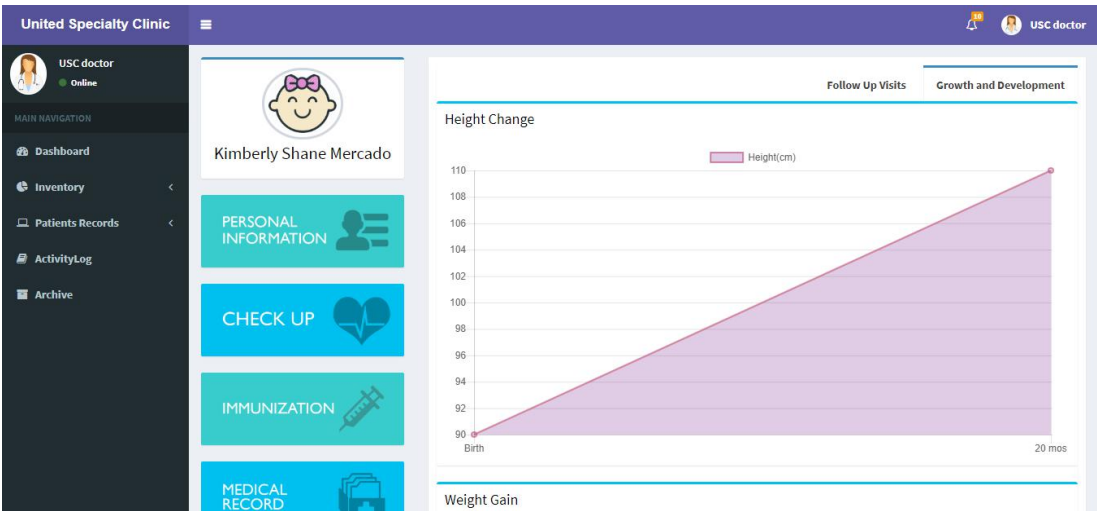 United Specialty Clinic
18
USC doctor
USC doctor
Online
MAIN NAVIGATION
Dashboard
Inventory
Patients Records
ActivityLog
Archive
Kimberly Shane Mercado
PERSONAL
INFORMATION
CHECK UP
IMMUNIZATION
MEDICAL
RECORD
Follow Up Visits
Growth and Development
Height Change
Height(cm)
110
108
106
104
102
100
98
96
94
92
90
Birth
20 mos
Weight Gain